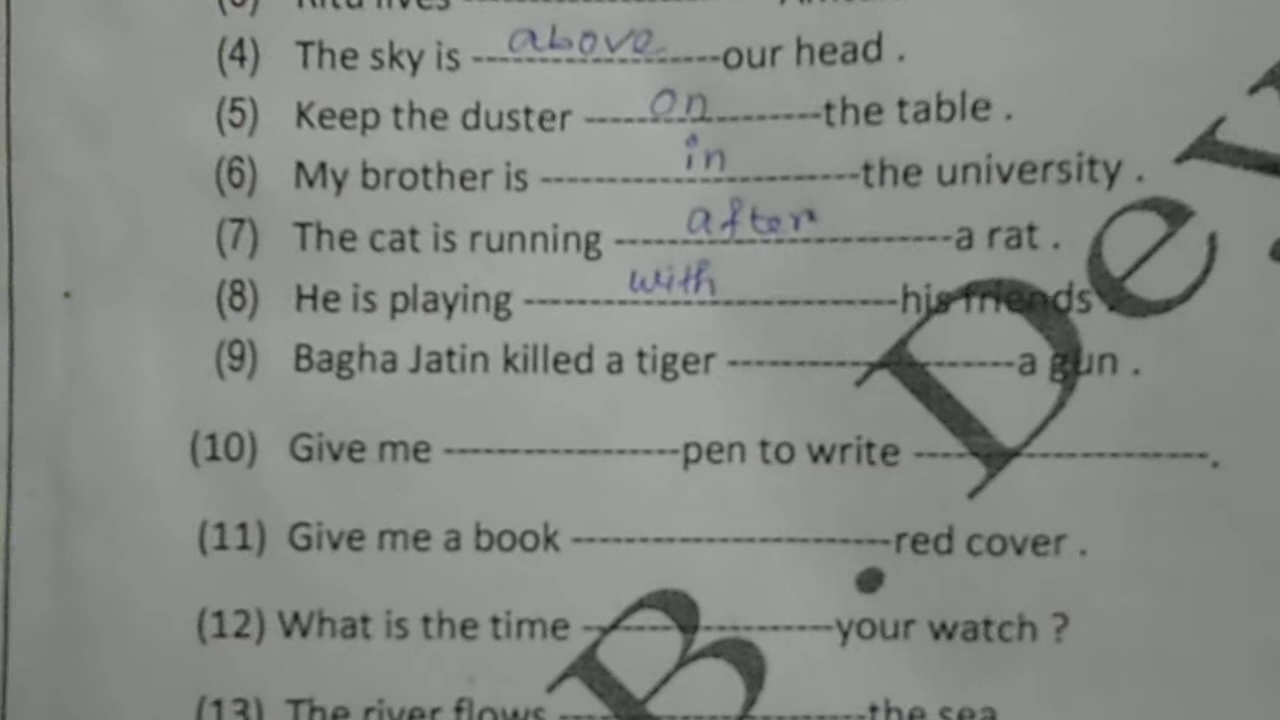 (4) The sky is ---above---our head .
(5) Keep the duster ---on---the table .
(6) My brother is ---in---the university .
(7) The cat is running ---after---a rat .
(8) He is playing ---with---his friends .
(9) Bagha Jatin killed a tiger ------a gun .
(10) Give me ------pen to write ------.
(11) Give me a book ------red cover .
(12) What is the time ------your watch ?
(13) The river flows ------the sea
B. De